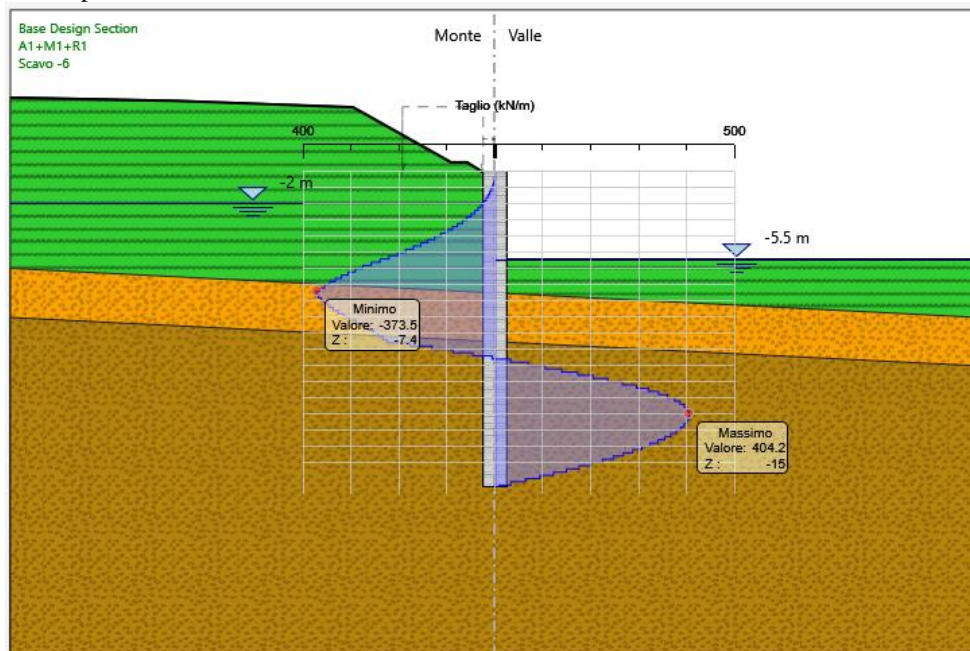 Base Design Section
A1+M1+R1
Scavo -6
Monte
Valle
Taglio (kN/m)
400
500
-2 m
-5.5 m
Minimo
Valore: -373.5
Z : -7.4
Massimo
Valore: 404.2
Z : -15